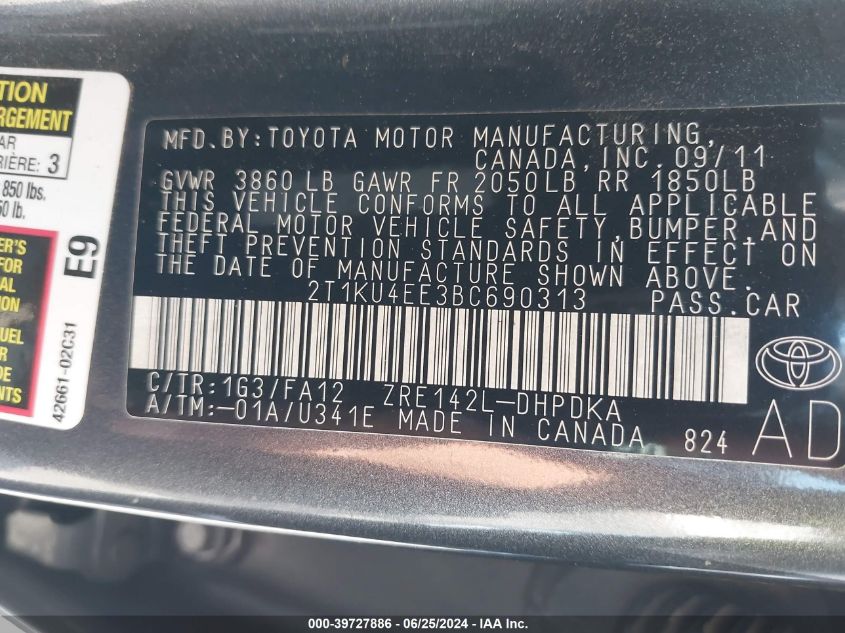 TION
RGEMENT
AR
RIÈRE: 3
850 lbs.
50 lb.
ER'S
FOR
AL
TION
UEL
OR
DE
S
E9
42661-02C31
MFD. BY: TOYOTA MOTOR MANUFACTURING,
CANADA, INC. 09/11
GVWR 3860 LB GAWR FR 2050LB RR 1850LB
THIS VEHICLE CONFORMS TO ALL APPLICABLE
FEDERAL MOTOR VEHICLE SAFETY, BUMPER, AND
THEFT PREVENTION STANDARDS IN EFFECT ON
THE DATE OF MANUFACTURE SHOWN ABOVE.
2T1KU4EE3BC690313 PASS.CAR
C/TR: 1G3/FA12 ZRE142L-DHPDKA
A/TM: -01A/U341E MADE IN CANADA 824
AD
000-39727886 / 06/25/2024 - IAA Inc.